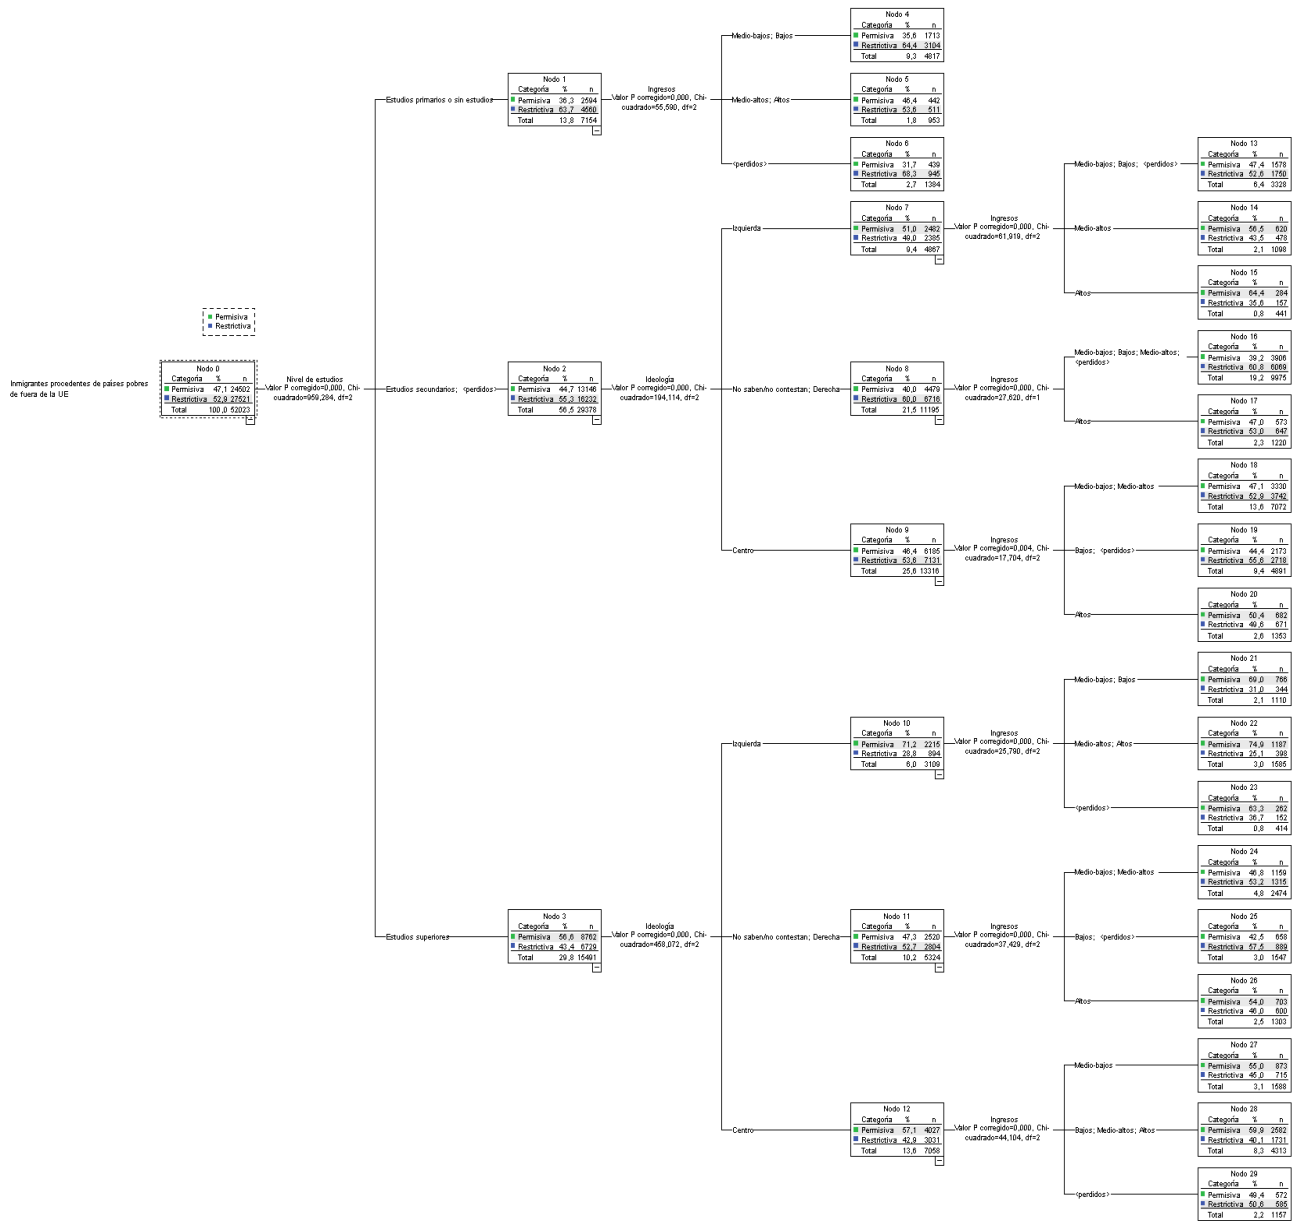 Inmigrantes procedentes de países pobres
de fuera de la UE
Permisiva
Restrictiva
Nodo 0
Categoría % n
Permisiva 47,1 24502
Restrictiva 52,9 27521
Total 100,0 52023
Nivel de estudios
Valor P corregido=0,000, Chi-
cuadrado=959,284, df=2
Estudios primarios o sin estudios
Nodo 1
Categoría % n
Permisiva 36,3 2594
Restrictiva 63,7 4560
Total 13,8 7154
Ingresos
Valor P corregido=0,000, Chi-
cuadrado=55,590, df=2
Medio-bajos; Bajos
Nodo 4
Categoría % n
Permisiva 35,6 1713
Restrictiva 64,4 3104
Total 9,3 4817
Medio-altos; Altos
Nodo 5
Categoría % n
Permisiva 46,4 442
Restrictiva 53,6 511
Total 1,8 953
<perdidos>
Nodo 6
Categoría % n
Permisiva 31,7 439
Restrictiva 68,3 945
Total 2,7 1384
Estudios secundarios; <perdidos>
Nodo 2
Categoría % n
Permisiva 44,7 13146
Restrictiva 55,3 16232
Total 56,5 29378
Ideología
Valor P corregido=0,000, Chi-
cuadrado=194,114, df=2
Izquierda
Nodo 7
Categoría % n
Permisiva 51,0 2482
Restrictiva 49,0 2385
Total 9,4 4867
Ingresos
Valor P corregido=0,000, Chi-
cuadrado=61,919, df=2
Medio-bajos; Bajos; <perdidos>
Nodo 13
Categoría % n
Permisiva 47,4 1578
Restrictiva 52,6 1750
Total 6,4 3328
Medio-altos
Nodo 14
Categoría % n
Permisiva 56,5 620
Restrictiva 43,5 478
Total 2,1 1098
Altos
Nodo 15
Categoría % n
Permisiva 64,4 284
Restrictiva 35,6 157
Total 0,8 441
No saben/no contestan; Derecha
Nodo 8
Categoría % n
Permisiva 40,0 4479
Restrictiva 60,0 6716
Total 21,5 11195
Ingresos
Valor P corregido=0,000, Chi-
cuadrado=27,620, df=1
Medio-bajos; Bajos; Medio-altos;
<perdidos>
Nodo 16
Categoría % n
Permisiva 39,2 3906
Restrictiva 60,8 6069
Total 19,2 9975
Altos
Nodo 17
Categoría % n
Permisiva 47,0 573
Restrictiva 53,0 647
Total 2,3 1220
Centro
Nodo 9
Categoría % n
Permisiva 46,4 6185
Restrictiva 53,6 7131
Total 25,6 13316
Ingresos
Valor P corregido=0,004, Chi-
cuadrado=17,704, df=2
Medio-bajos; Medio-altos
Nodo 18
Categoría % n
Permisiva 47,1 3330
Restrictiva 52,9 3742
Total 13,6 7072
Bajos; <perdidos>
Nodo 19
Categoría % n
Permisiva 44,4 2173
Restrictiva 55,6 2718
Total 9,4 4891
Altos
Nodo 20
Categoría % n
Permisiva 50,4 682
Restrictiva 49,6 671
Total 2,6 1353
Estudios superiores
Nodo 3
Categoría % n
Permisiva 56,6 8762
Restrictiva 43,4 6729
Total 29,8 15491
Ideología
Valor P corregido=0,000, Chi-
cuadrado=458,072, df=2
Izquierda
Nodo 10
Categoría % n
Permisiva 71,2 2215
Restrictiva 28,8 894
Total 6,0 3109
Ingresos
Valor P corregido=0,000, Chi-
cuadrado=25,790, df=2
Medio-bajos; Bajos
Nodo 21
Categoría % n
Permisiva 69,0 766
Restrictiva 31,0 344
Total 2,1 1110
Medio-altos; Altos
Nodo 22
Categoría % n
Permisiva 74,9 1187
Restrictiva 25,1 398
Total 3,0 1585
<perdidos>
Nodo 23
Categoría % n
Permisiva 63,3 262
Restrictiva 36,7 152
Total 0,8 414
No saben/no contestan; Derecha
Nodo 11
Categoría % n
Permisiva 47,3 2520
Restrictiva 52,7 2804
Total 10,2 5324
Ingresos
Valor P corregido=0,000, Chi-
cuadrado=37,429, df=2
Medio-bajos; Medio-altos
Nodo 24
Categoría % n
Permisiva 46,8 1159
Restrictiva 53,2 1315
Total 4,8 2474
Bajos; <perdidos>
Nodo 25
Categoría % n
Permisiva 42,5 658
Restrictiva 57,5 889
Total 3,0 1547
Altos
Nodo 26
Categoría % n
Permisiva 54,0 703
Restrictiva 46,0 600
Total 2,5 1303
Centro
Nodo 12
Categoría % n
Permisiva 57,1 4027
Restrictiva 42,9 3031
Total 13,6 7058
Ingresos
Valor P corregido=0,000, Chi-
cuadrado=44,104, df=2
Medio-bajos
Nodo 27
Categoría % n
Permisiva 55,0 873
Restrictiva 45,0 715
Total 3,1 1588
Bajos; Medio-altos; Altos
Nodo 28
Categoría % n
Permisiva 59,9 2582
Restrictiva 40,1 1731
Total 8,3 4313
<perdidos>
Nodo 29
Categoría % n
Permisiva 49,4 572
Restrictiva 50,6 585
Total 2,2 1157